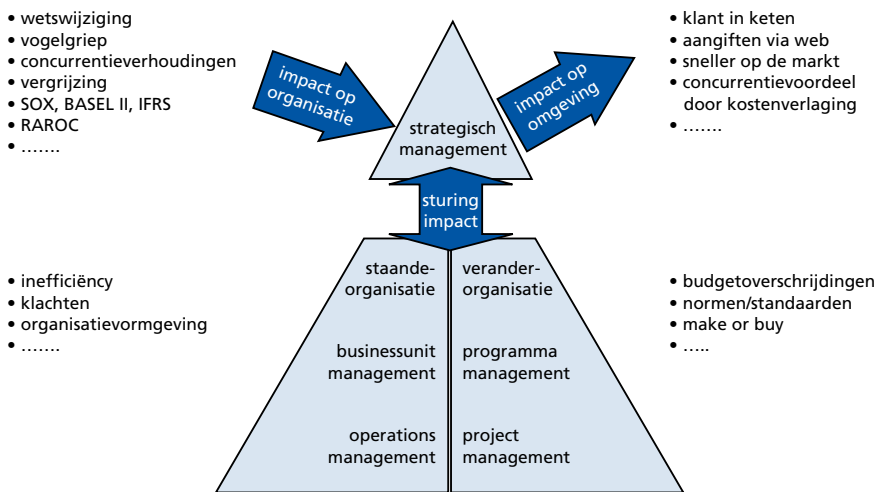 • wetswijziging
• vogelgriep
• concurrentieverhoudingen
• vergrijzing
• SOX, BASEL II, IFRS
• RAROC
• …….
impact op
organisatie
strategisch
management
impact op
omgeving
• klant in keten
• aangiften via web
• sneller op de markt
• concurrentievoordeel
door kostenverlaging
• …….
sturing
impact
• inefficiëncy
• klachten
• organisatievormgeving
• …….
staande-
organisatie
businessunit
management
operations
management
verander-
organisatie
programma
management
project
management
• budgetoverschrijdingen
• normen/standaarden
• make or buy
• …..